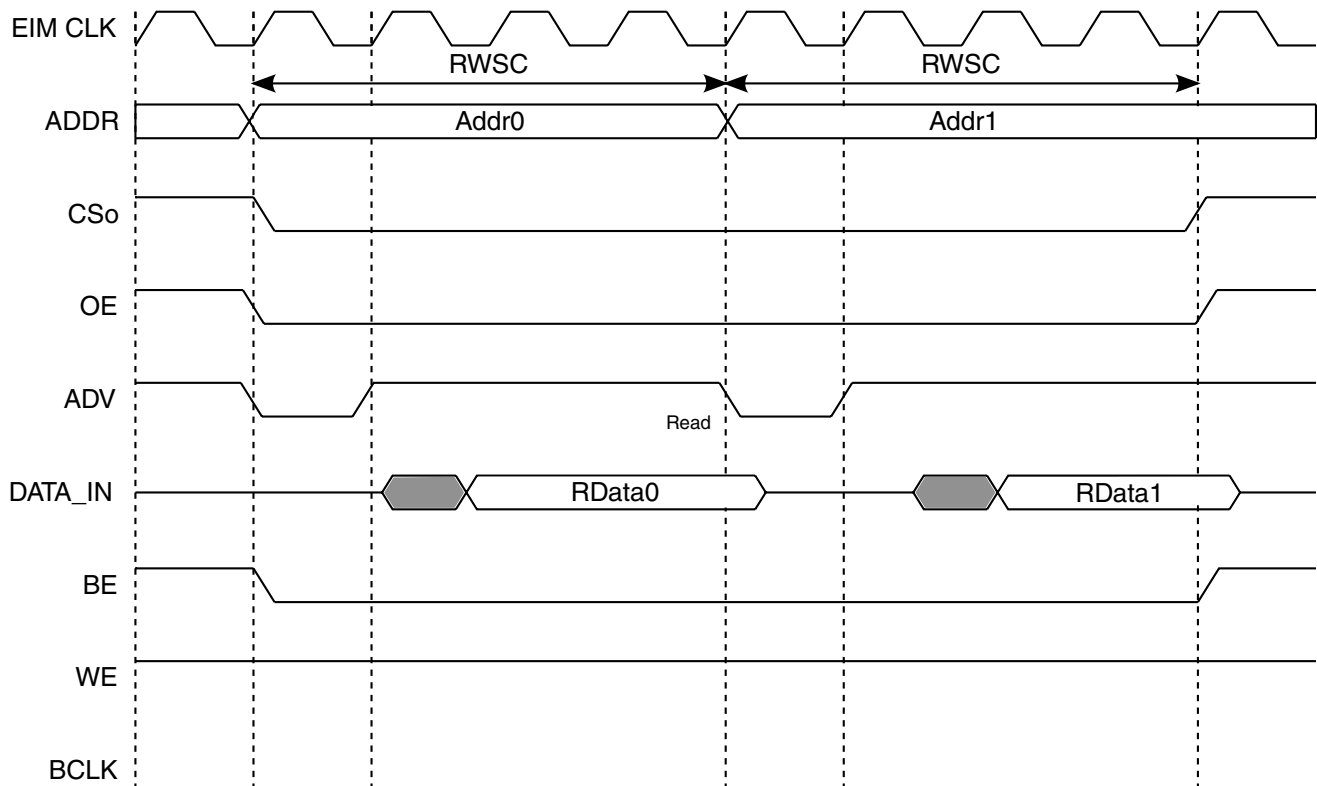 EIM CLK
RWSC RWSC
ADDR Addr0 Addr1
CSo
OE
ADV
Read
DATA_IN RData0 RData1
BE
WE
BCLK